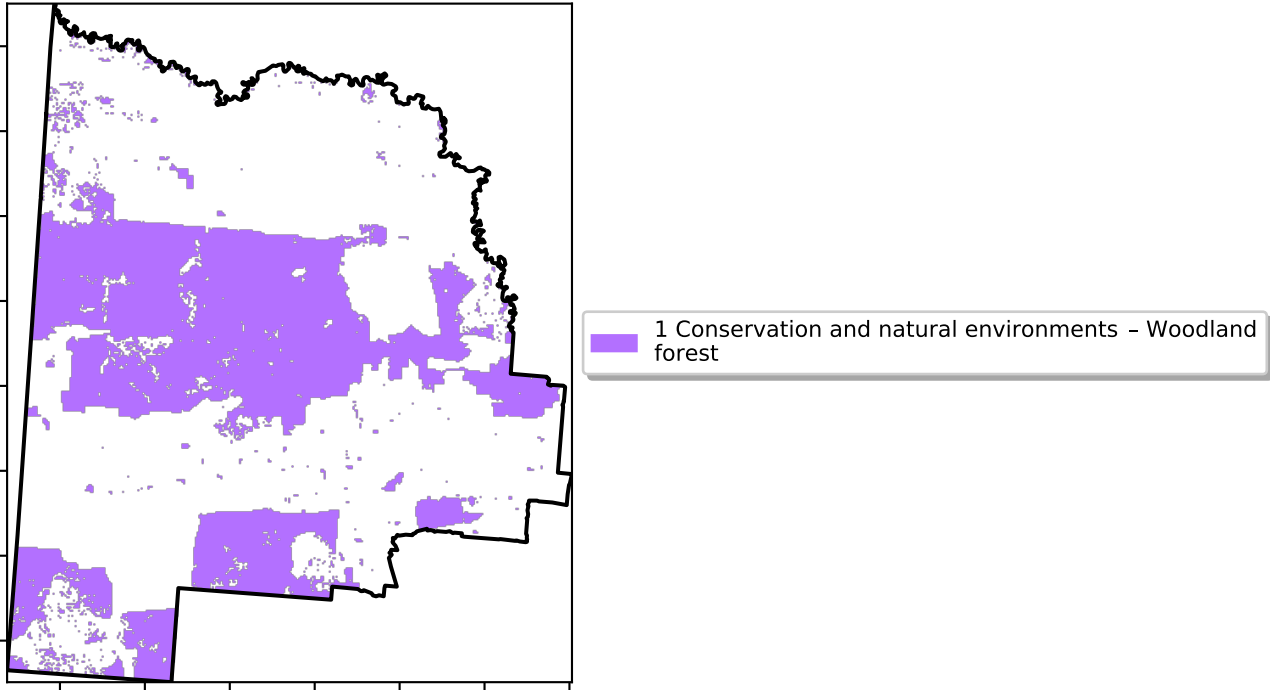 1 Conservation and natural environments – Woodland
forest